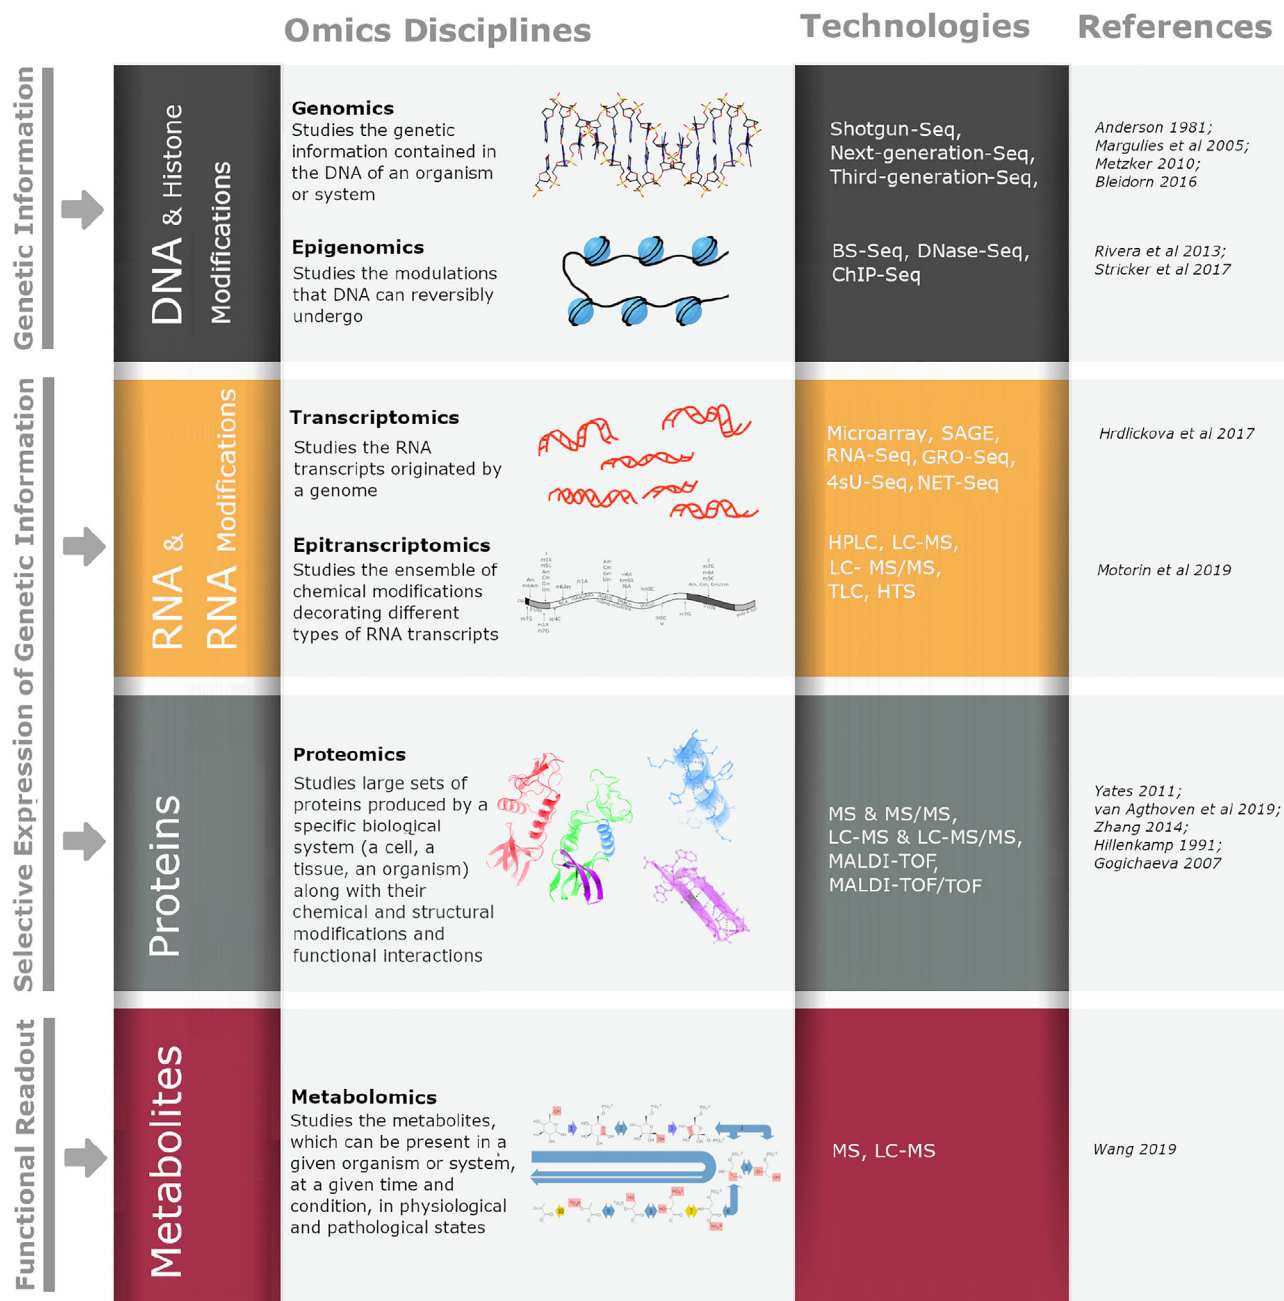 Omics Disciplines
Technologies
References
Genetic Information
DNA & Histone
Modifications
Genomics
Studies the genetic
information contained in
the DNA of an organism
or system
Shotgun-Seq,
Next-generation-Seq,
Third-generation-Seq,
Anderson 1981;
Margulies et al 2005;
Metzker 2010;
Bleidorn 2016
Epigenomics
Studies the modulations
that DNA can reversibly
undergo
BS-Seq, DNase-Seq,
ChIP-Seq
Rivera et al 2013;
Stricker et al 2017
Selective Expression of Genetic Information
RNA &
RNA Modifications
Transcriptomics
Studies the RNA
transcripts originated by
a genome
Microarray, SAGE,
RNA-Seq, GRO-Seq,
4sU-Seq, NET-Seq
Hrdlickova et al 2017
Epitranscriptomics
Studies the ensemble of
chemical modifications
decorating different
types of RNA transcripts
HPLC, LC-MS,
LC- MS/MS,
TLC, HTS
Motorin et al 2019
Proteins
Proteomics
Studies large sets of
proteins produced by a
specific biological
system (a cell, a
tissue, an organism)
along with their
chemical and structural
modifications and
functional interactions
MS & MS/MS,
LC-MS & LC-MS/MS,
MALDI-TOF,
MALDI-TOF/TOF
Yates 2011;
van Agthoven et al 2019;
Zhang 2014;
Hillenkamp 1991;
Gogichaeva 2007
Functional Readout
Metabolites
Metabolomics
Studies the metabolites,
which can be present in a
given organism or system,
at a given time and
condition, in physiological
and pathological states
MS, LC-MS
Wang 2019